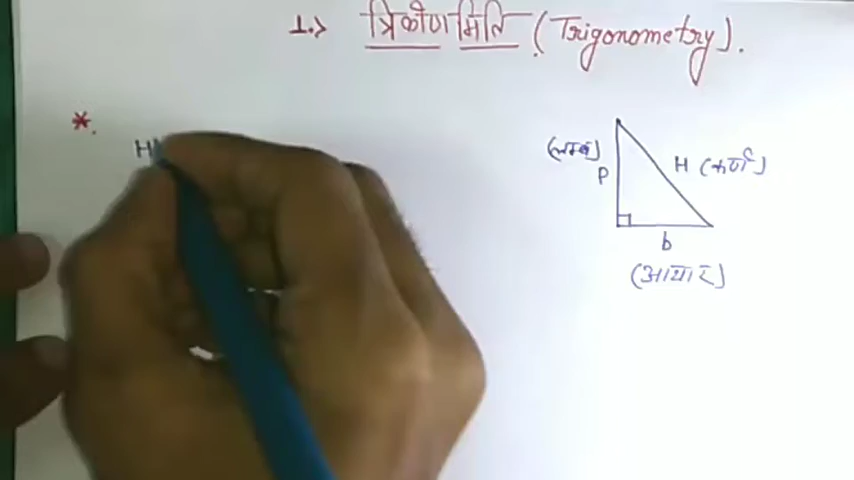 1.> त्रिकोणमिति (Trigonometry).
*.
H
(लम्ब)
P
H (कर्ण)
b
(आधार)